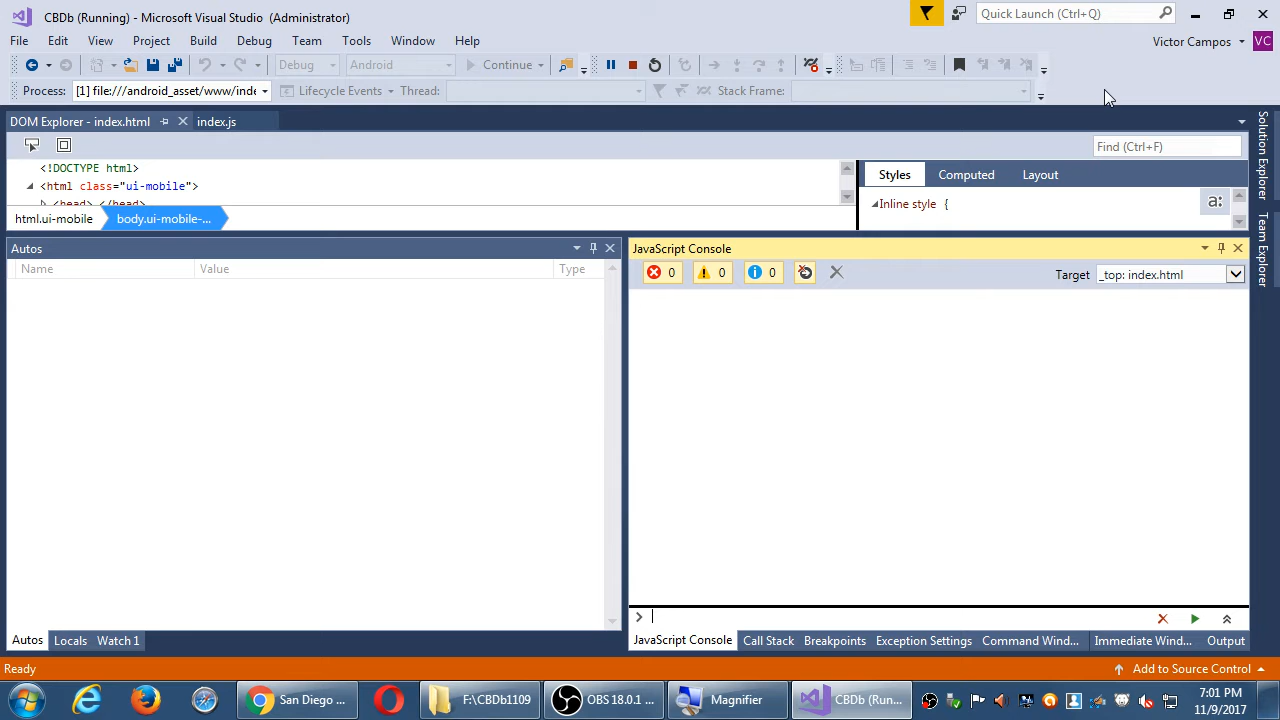 CBDb (Running) - Microsoft Visual Studio (Administrator)
Quick Launch (Ctrl+Q)
File Edit View Project Build Debug Team Tools Window Help
Victor Campos VC
Debug Android Continue
Process: [1] file:///android_asset/www/inde Lifecycle Events Thread: Stack Frame:
DOM Explorer - index.html index.js
Find (Ctrl+F)
<!DOCTYPE html>
<html class="ui-mobile">
<head> </head>
html.ui-mobile body.ui-mobile-...
Styles Computed Layout
Inline style {
a:
Autos
Name Value Type
JavaScript Console
0 0 0
Target _top: index.html
Autos Locals Watch 1
JavaScript Console Call Stack Breakpoints Exception Settings Command Wind... Immediate Wind... Output
Ready
Add to Source Control
San Diego ...
F:\CBDb1109
OBS 18.0.1 ...
Magnifier
CBDb (Run...
7:01 PM
11/9/2017
Solution Explorer
Team Explorer